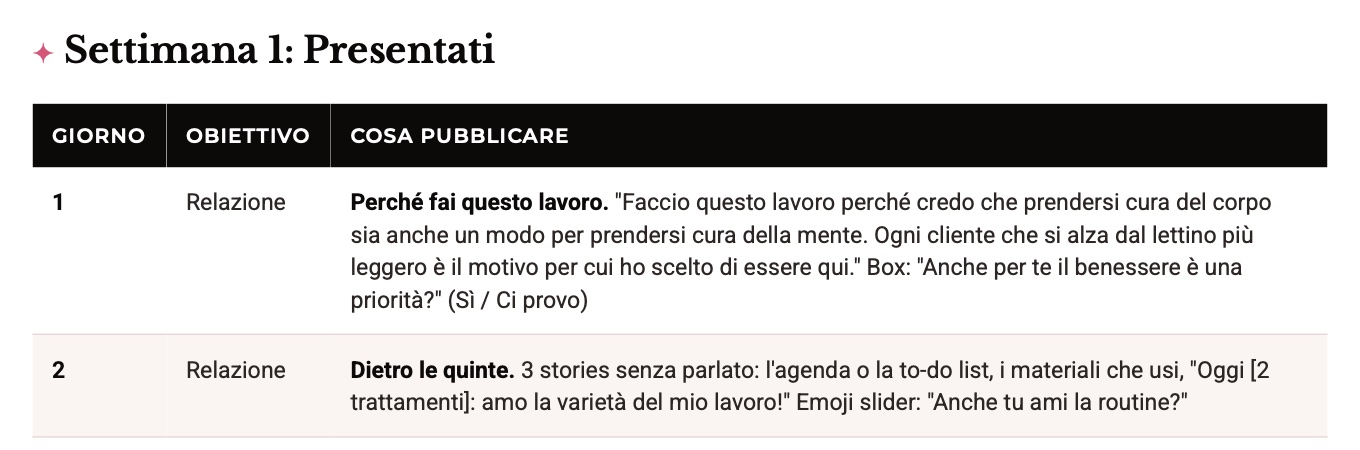 Settimana 1: Presentati
GIORNO OBIETTIVO COSA PUBBLICARE
1 Relazione Perché fai questo lavoro. "Faccio questo lavoro perché credo che prendersi cura del corpo
sia anche un modo per prendersi cura della mente. Ogni cliente che si alza dal lettino più
leggero è il motivo per cui ho scelto di essere qui." Box: "Anche per te il benessere è una
priorità?" (Sì / Ci provo)
2 Relazione Dietro le quinte. 3 stories senza parlato: l'agenda o la to-do list, i materiali che usi, "Oggi [2
trattamenti]: amo la varietà del mio lavoro!" Emoji slider: "Anche tu ami la routine?"